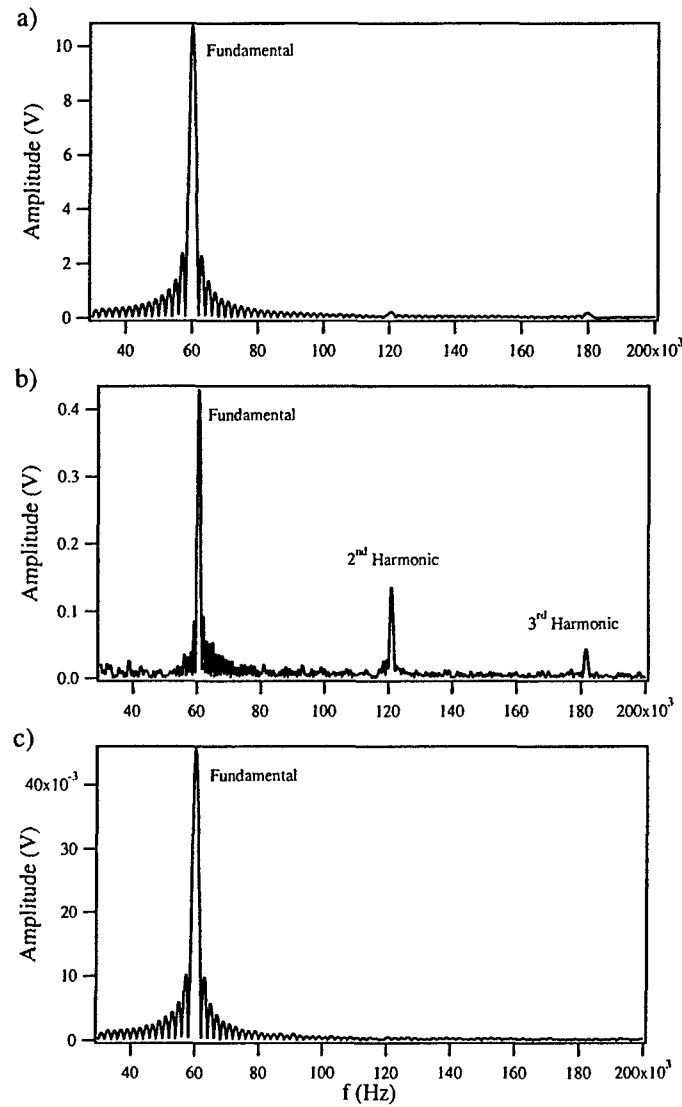 a)
10
8
6
4
2
0
Amplitude (V)
Fundamental
40 60 80 100 120 140 160 180 200x10³
b)
0.4
0.3
0.2
0.1
0.0
Amplitude (V)
Fundamental
2nd Harmonic
3rd Harmonic
40 60 80 100 120 140 160 180 200x10³
c)
40x10⁻³
30
20
10
0
Amplitude (V)
Fundamental
40 60 80 100 120 140 160 180 200x10³
f (Hz)